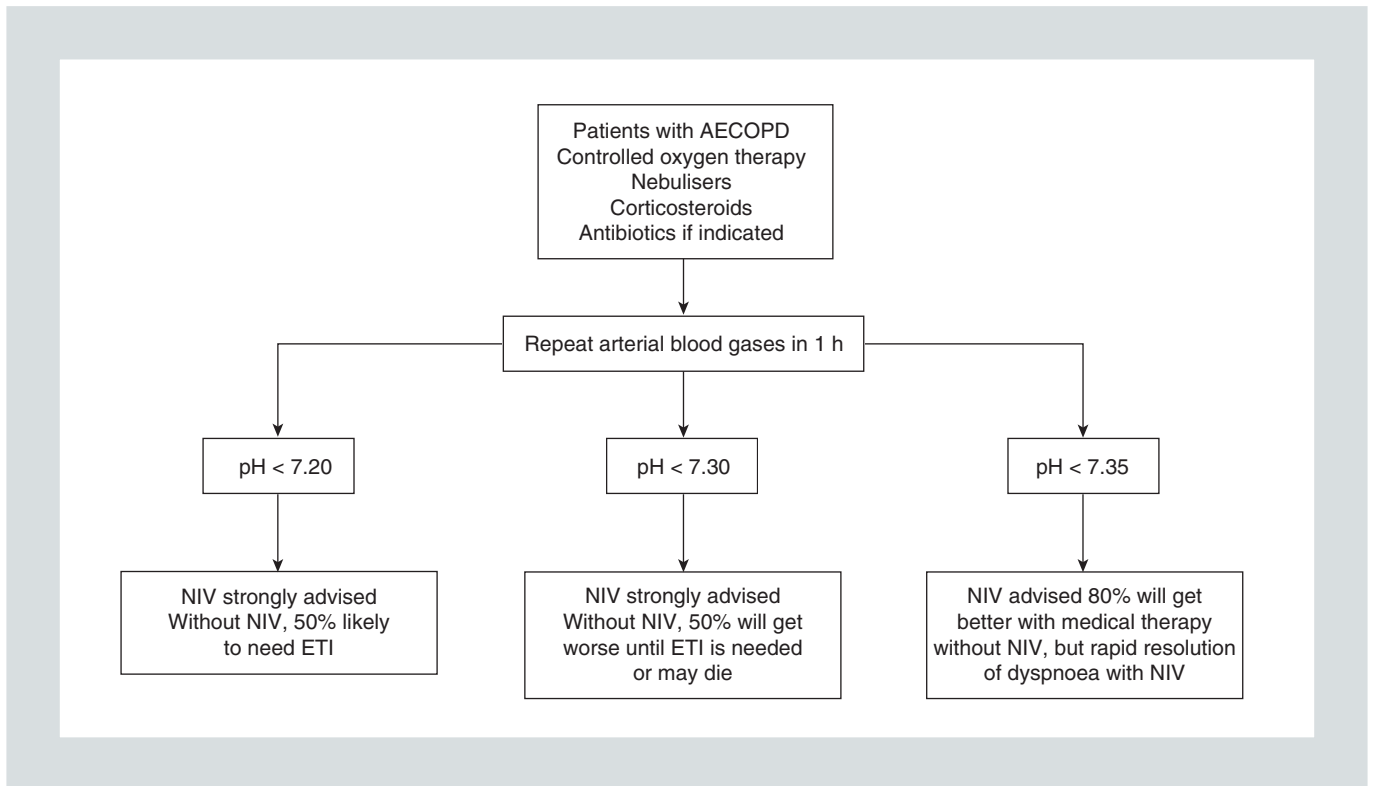 Patients with AECOPD
Controlled oxygen therapy
Nebulisers
Corticosteroids
Antibiotics if indicated
Repeat arterial blood gases in 1 h
pH < 7.20
pH < 7.30
pH < 7.35
NIV strongly advised
Without NIV, 50% likely
to need ETI
NIV strongly advised
Without NIV, 50% will get
worse until ETI is needed
or may die
NIV advised 80% will get
better with medical therapy
without NIV, but rapid resolution
of dyspnoea with NIV